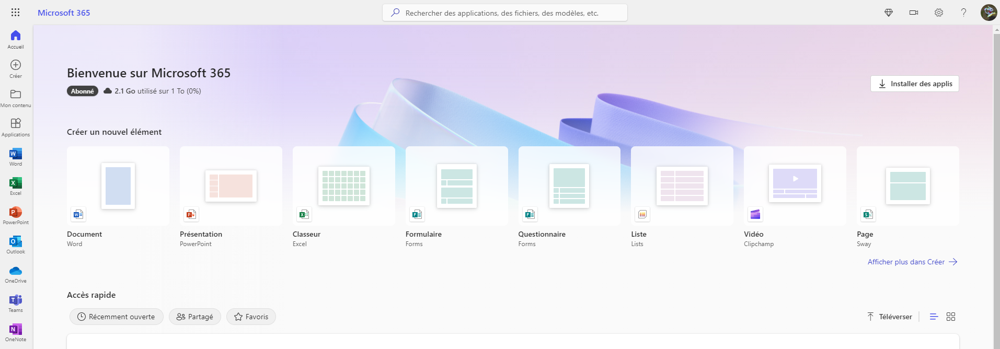 Microsoft 365
Rechercher des applications, des fichiers, des modèles, etc.
Accueil
Créer
Mon contenu
Applications
Word
Excel
PowerPoint
Outlook
OneDrive
Teams
OneNote
Bienvenue sur Microsoft 365
Abonné 2.1 Go utilisé sur 1 To (0%)
Installer des applis
Créer un nouvel élément
Document
Word
Présentation
PowerPoint
Classeur
Excel
Formulaire
Forms
Questionnaire
Forms
Liste
Lists
Vidéo
Clipchamp
Page
Sway
Afficher plus dans Créer
Accès rapide
Récemment ouverte Partagé Favoris Téléverser